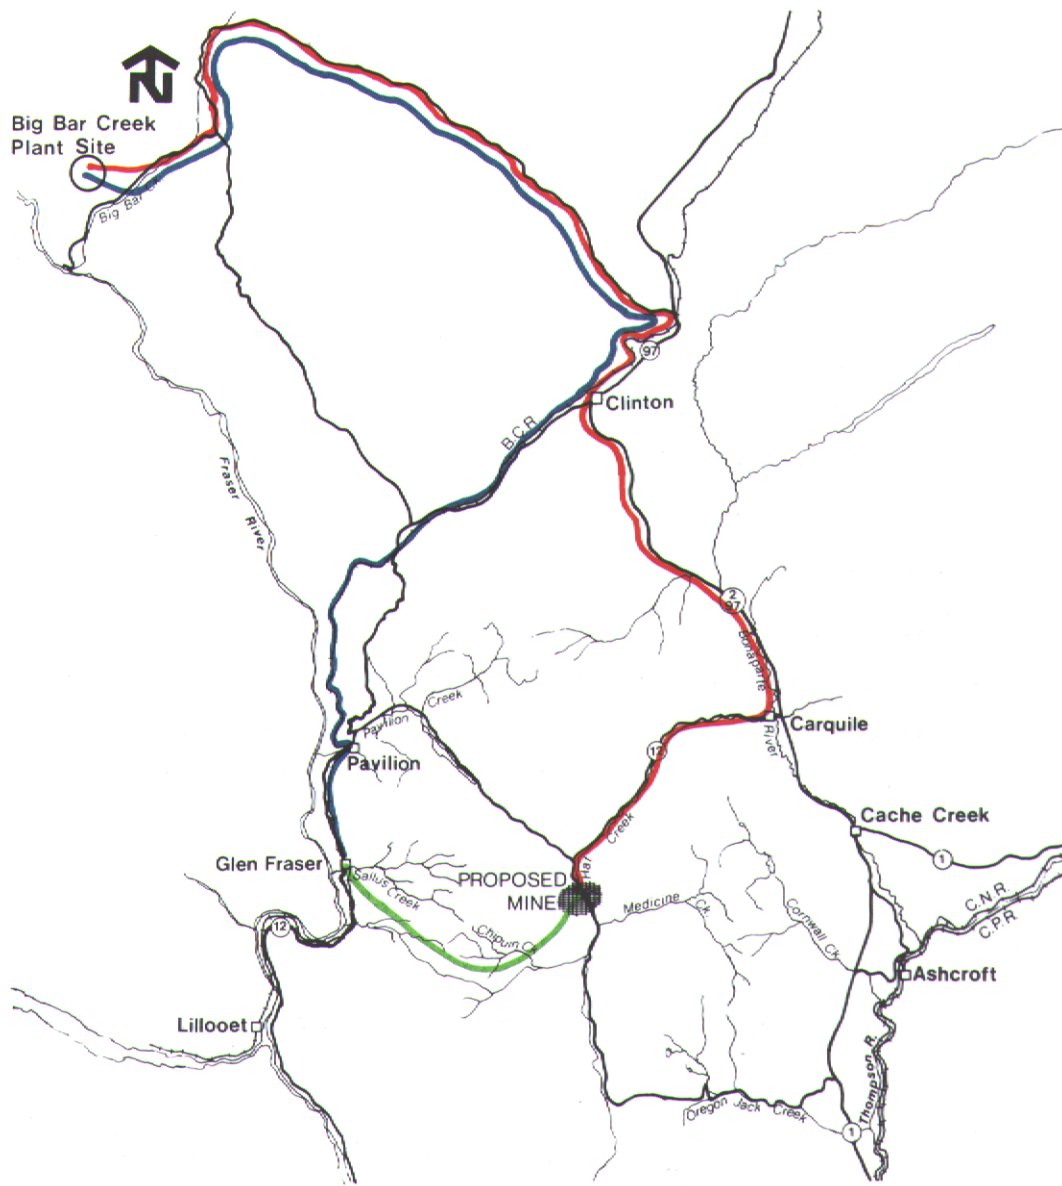 N
Big Bar Creek
Plant Site
Big Bar Ck.
97
Clinton
B.C.R.
Fraser
River
2
97
Bonaparte
River
Pavilion Creek
12
Carquile
Pavilion
Cache Creek
Hat
Creek
1
Glen Fraser
Sallus
Creek
PROPOSED
MINE
Medicine
Ck.
Cornwall Ck.
C.N.R.
C.P.R.
12
Chipuin Ck.
Ashcroft
Lillooet
Thompson R.
Oregon Jack Creek
1